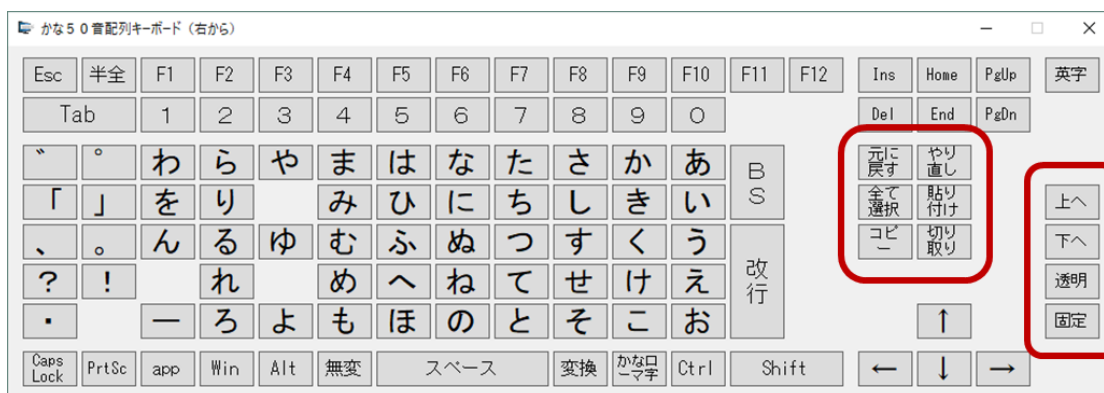 かな５０音配列キーボード（右から）
Esc 半全 F1 F2 F3 F4 F5 F6 F7 F8 F9 F10 F11 F12 Ins Home PgUp 英字
Tab 1 2 3 4 5 6 7 8 9 0 Del End PgDn
゛ ゜ わ ら や ま は な た さ か あ BS 元に戻す やり直し
「 」 を り み ひ に ち し き い 全て選択 貼り付け 上へ
、 。 ん る ゆ む ふ ぬ つ す く う 改行 コピー 切り取り 下へ
? ! れ め へ ね て せ け え 透明
・ ー ろ よ も ほ の と そ こ お ↑ 固定
Caps Lock PrtSc app Win Alt 無変 スペース 変換 かなローマ字 Ctrl Shift ← ↓ →